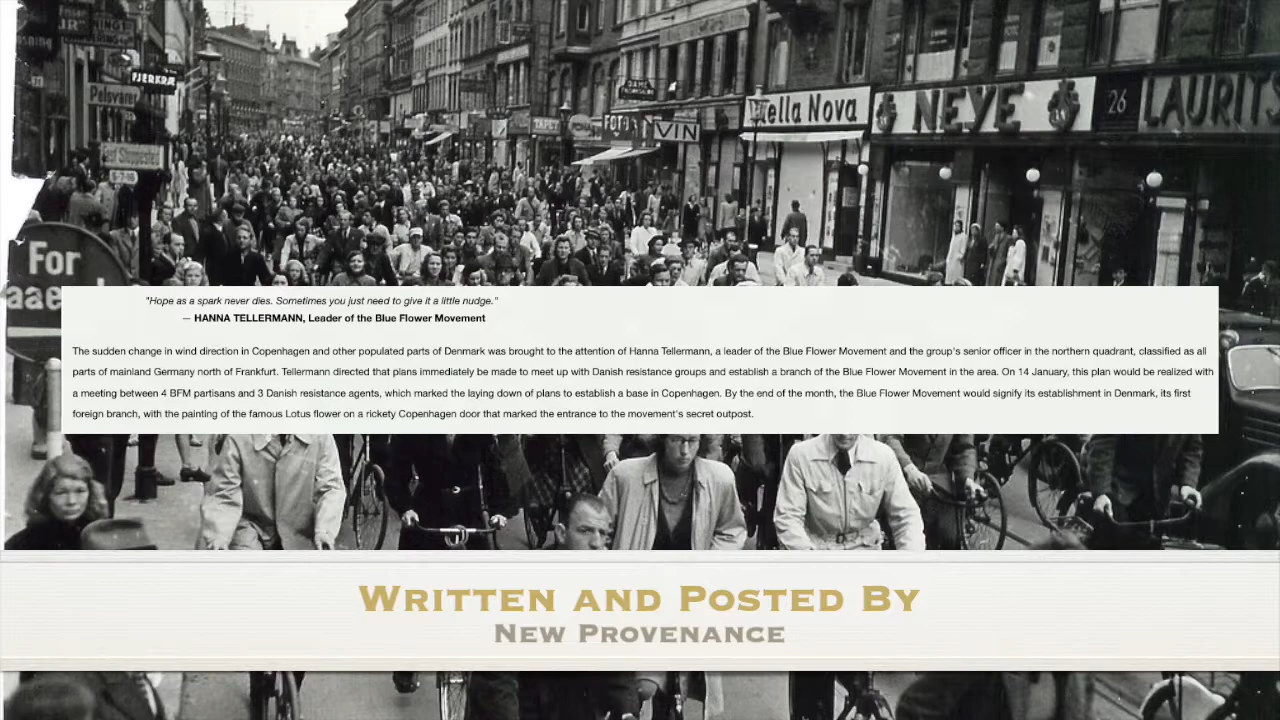 PJERKRÆ
Pelsvarer
FOTO
VIN
Stella Nova
NEYE
26
LAURITS
For
aae
"Hope as a spark never dies. Sometimes you just need to give it a little nudge."
— HANNA TELLERMANN, Leader of the Blue Flower Movement
The sudden change in wind direction in Copenhagen and other populated parts of Denmark was brought to the attention of Hanna Tellermann, a leader of the Blue Flower Movement and the group's senior officer in the northern quadrant, classified as all
parts of mainland Germany north of Frankfurt. Tellermann directed that plans immediately be made to meet up with Danish resistance groups and establish a branch of the Blue Flower Movement in the area. On 14 January, this plan would be realized with
a meeting between 4 BFM partisans and 3 Danish resistance agents, which marked the laying down of plans to establish a base in Copenhagen. By the end of the month, the Blue Flower Movement would signify its establishment in Denmark, its first
foreign branch, with the painting of the famous Lotus flower on a rickety Copenhagen door that marked the entrance to the movement's secret outpost.
WRITTEN AND POSTED BY
NEW PROVENANCE